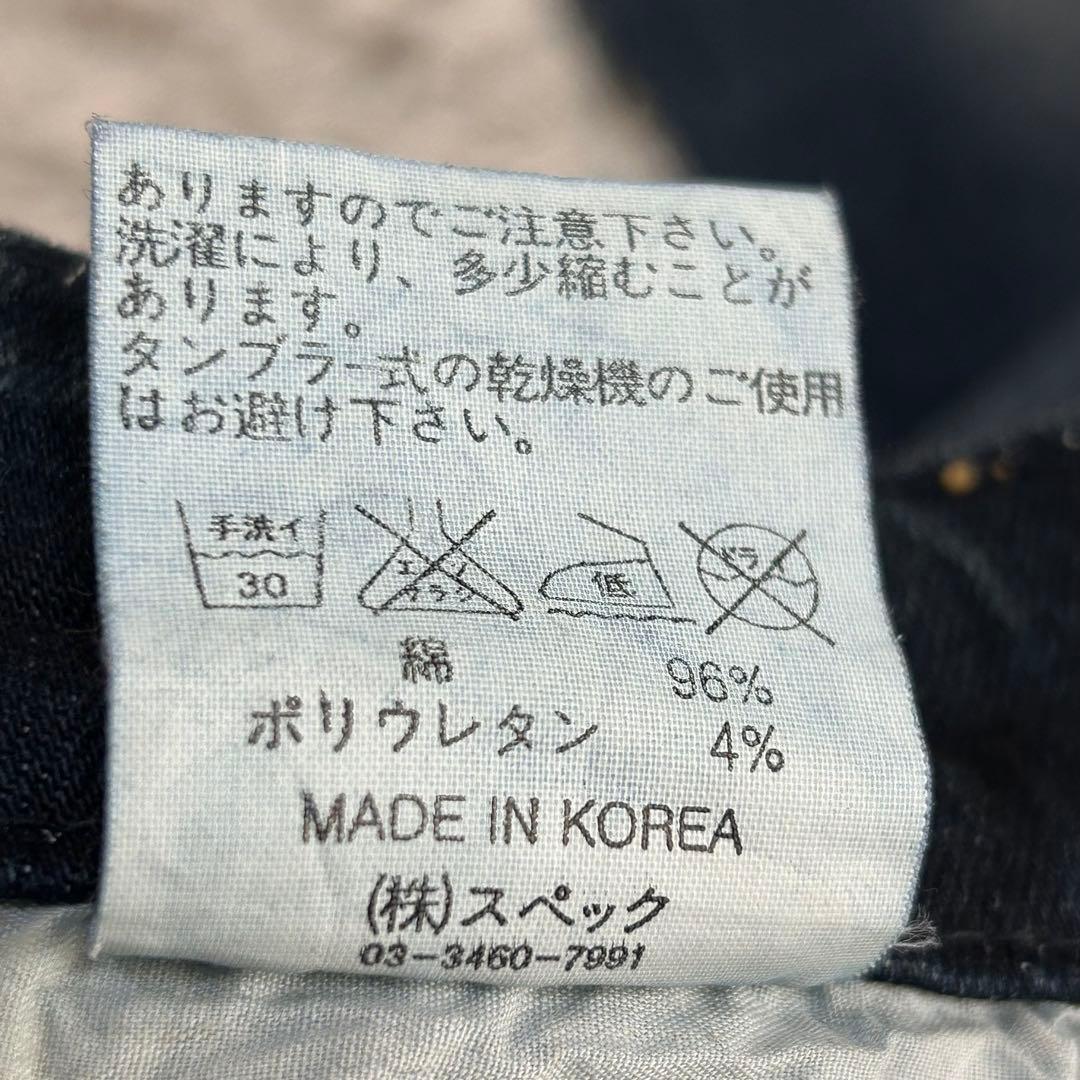 ありますのでご注意下さい。
洗濯により、多少縮むことが
あります。
タンブラー式の乾燥機のご使用
はお避け下さい。
手洗イ
30
低
ドライ
綿 96%
ポリウレタン 4%
MADE IN KOREA
(株)スペック
03-3460-7991